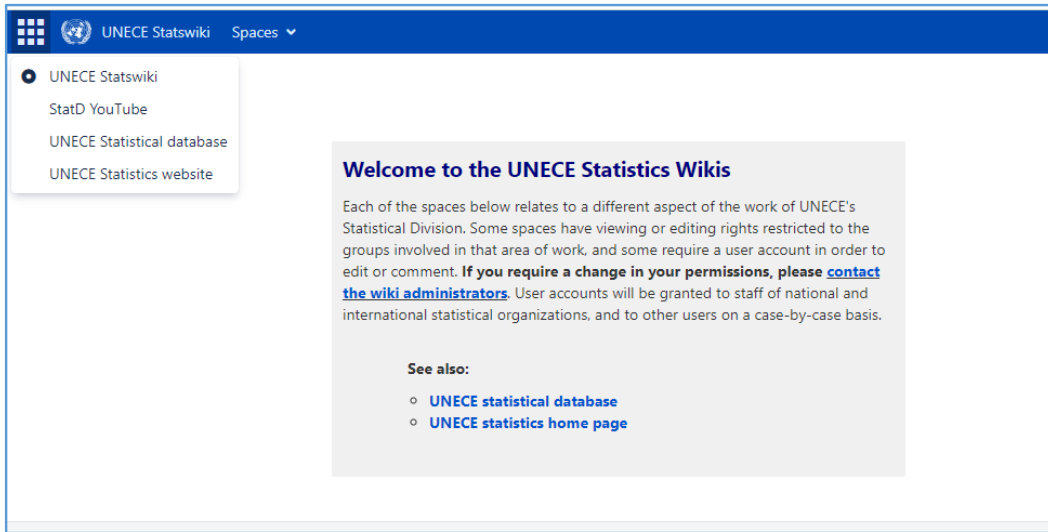 UNECE Statswiki Spaces
UNECE Statswiki
StatD YouTube
UNECE Statistical database
UNECE Statistics website
Welcome to the UNECE Statistics Wikis
Each of the spaces below relates to a different aspect of the work of UNECE's
Statistical Division. Some spaces have viewing or editing rights restricted to the
groups involved in that area of work, and some require a user account in order to
edit or comment. If you require a change in your permissions, please contact
the wiki administrators. User accounts will be granted to staff of national and
international statistical organizations, and to other users on a case-by-case basis.
See also:
UNECE statistical database
UNECE statistics home page